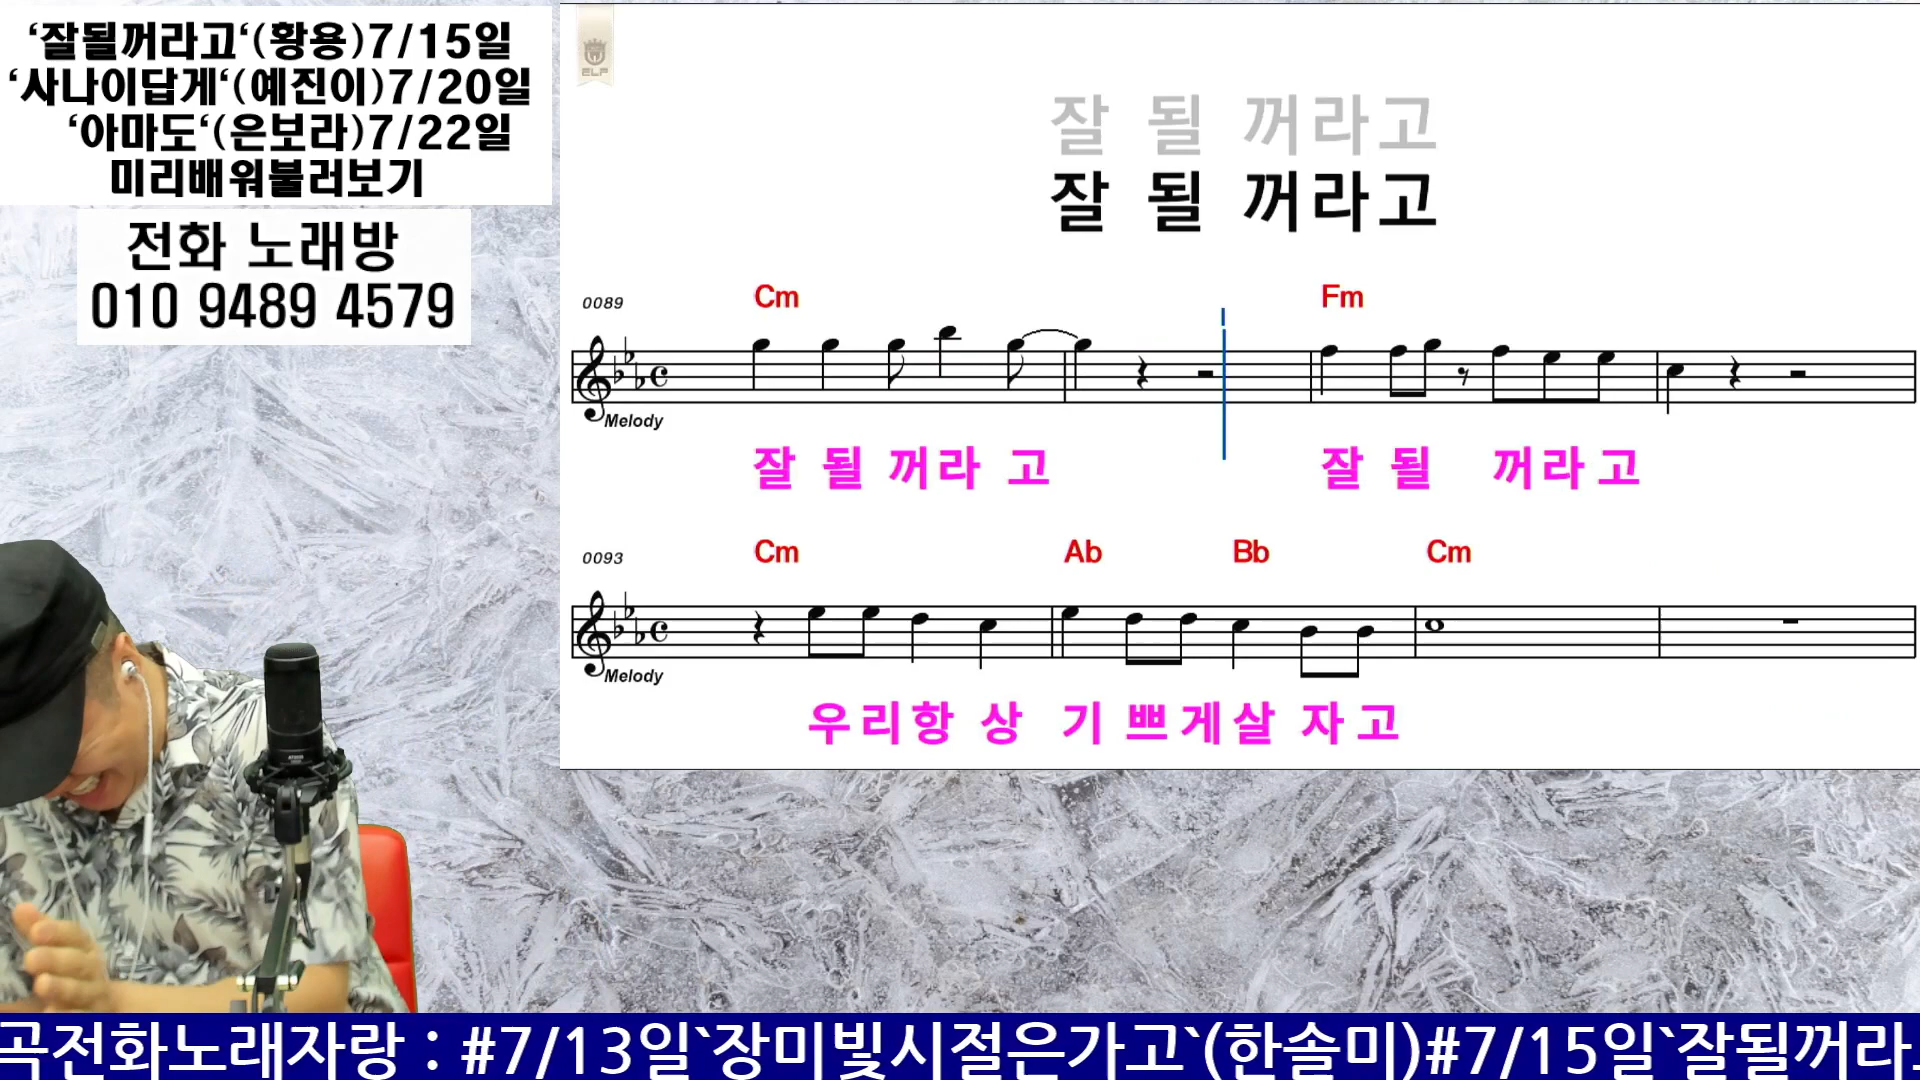 ‘잘될꺼라고‘(황용)7/15일
‘사나이답게‘(예진이)7/20일
‘아마도‘(은보라)7/22일
미리배워불러보기
전화 노래방
010 9489 4579
ELF
잘 될 꺼라고
잘 될 꺼라고
0089 Cm Fm
Melody
잘 될 꺼라 고 잘 될 꺼라 고
0093 Cm Ab Bb Cm
Melody
우리항 상 기 쁘게살 자고
곡전화노래자랑 : #7/13일`장미빛시절은가고`(한솔미)#7/15일`잘될꺼라